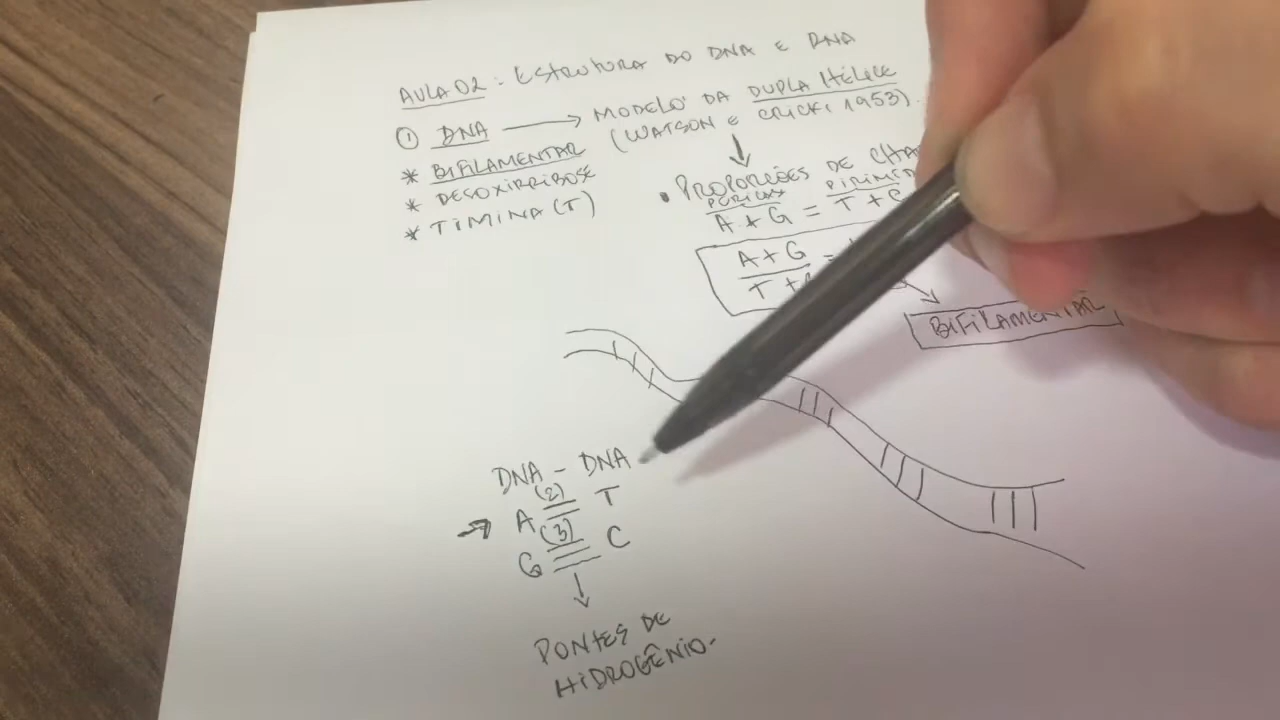 AULA 02: ESTRUTURA DO DNA E RNA
① DNA → MODELO DA DUPLA HÉLICE
(WATSON E CRICK, 1953).
* BIFILAMENTAR
* DESOXIRRIBOSE
* TIMINA (T)
• PROPORÇÕES DE
PURICAS
A + G = T + C
A + G
T +
BIFILAMENTAR
DNA - DNA
A (2) T
G (3) C
PONTES DE
HIDROGÊNIO.